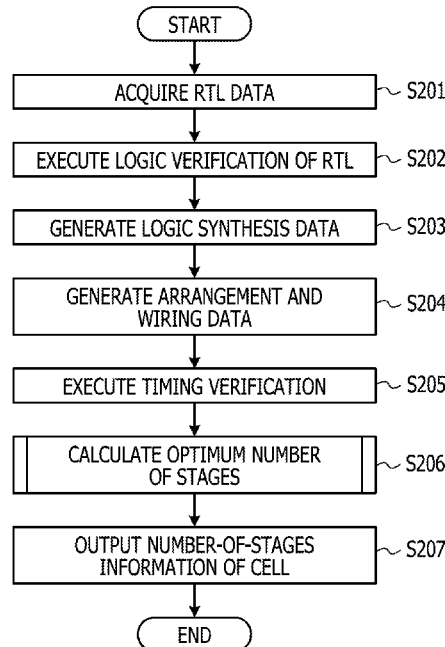 START
ACQUIRE RTL DATA
S201
EXECUTE LOGIC VERIFICATION OF RTL
S202
GENERATE LOGIC SYNTHESIS DATA
S203
GENERATE ARRANGEMENT AND
WIRING DATA
S204
EXECUTE TIMING VERIFICATION
S205
CALCULATE OPTIMUM NUMBER
OF STAGES
S206
OUTPUT NUMBER-OF-STAGES
INFORMATION OF CELL
S207
END